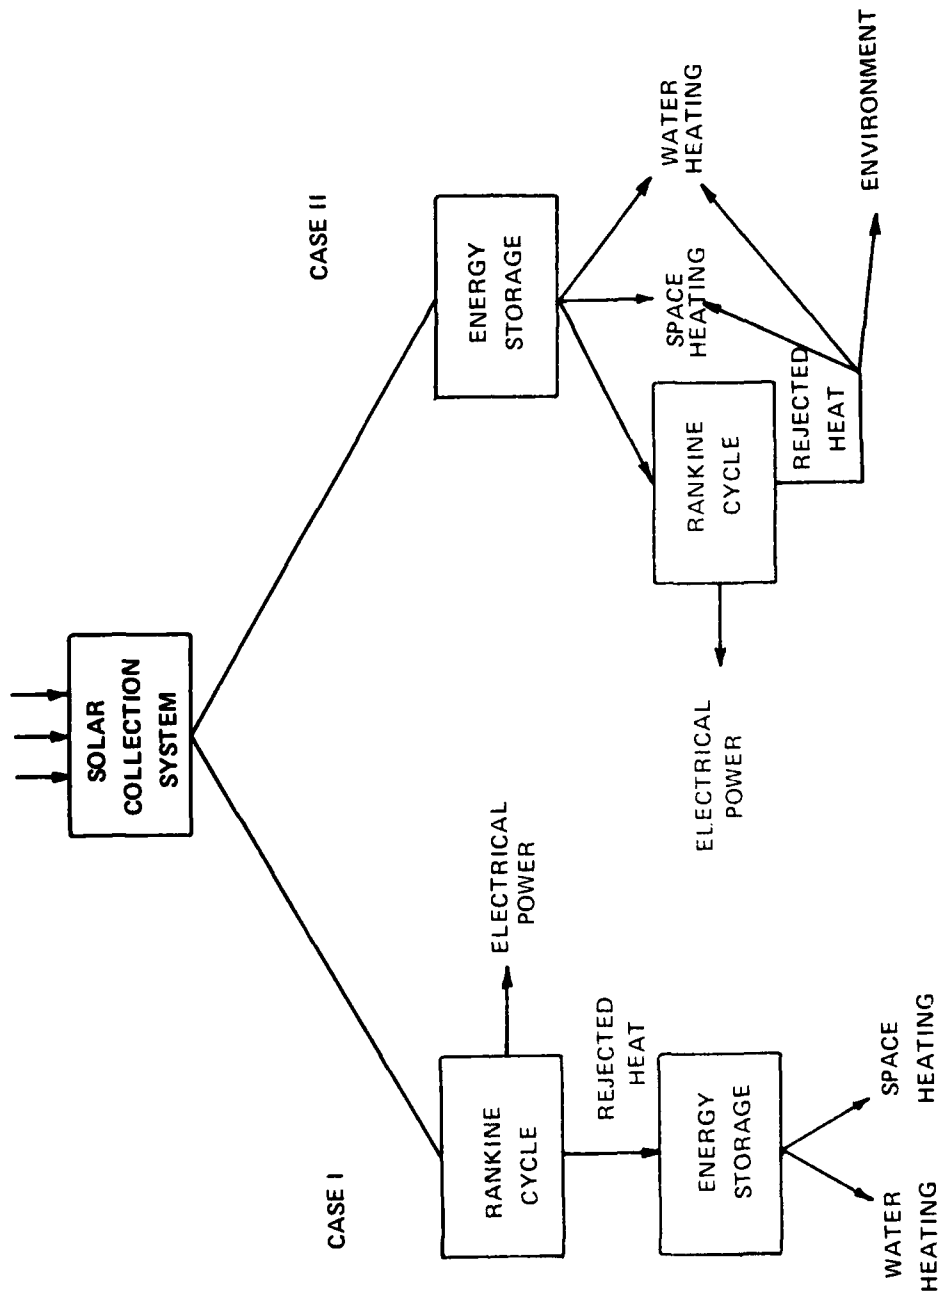 SOLAR
COLLECTION
SYSTEM
CASE I
RANKINE
CYCLE
ELECTRICAL
POWER
REJECTED
HEAT
ENERGY
STORAGE
WATER
HEATING
SPACE
HEATING
CASE II
ENERGY
STORAGE
SPACE
HEATING
WATER
HEATING
RANKINE
CYCLE
ELECTRICAL
POWER
REJECTED
HEAT
ENVIRONMENT